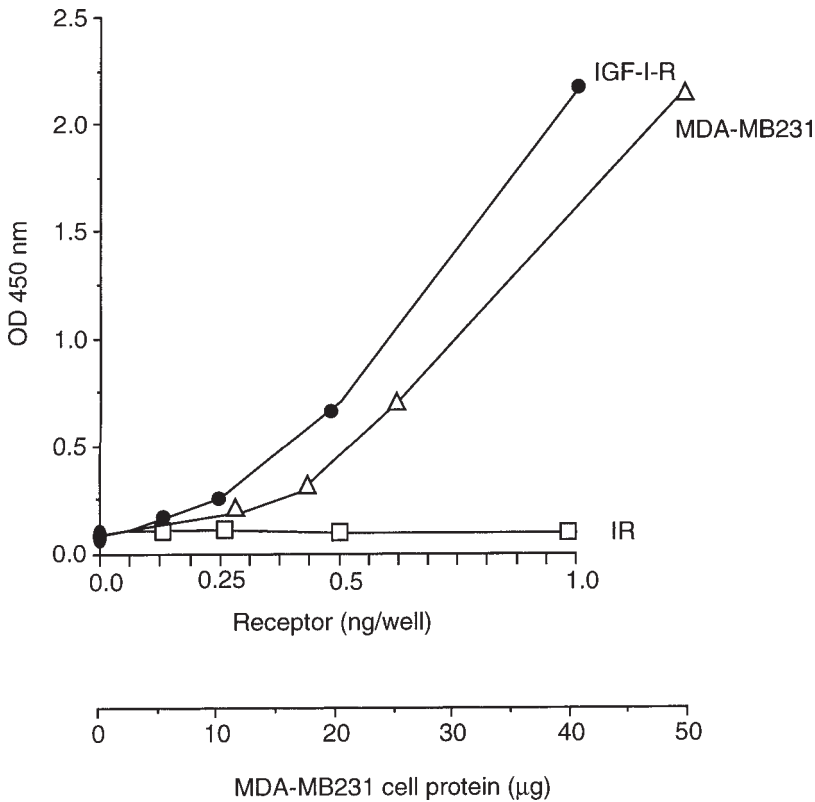 2.5
IGF-I-R
2.0
MDA-MB231
1.5
OD 450 nm
1.0
0.5
IR
0.0
0.0 0.25 0.5 1.0
Receptor (ng/well)
0 10 20 30 40 50
MDA-MB231 cell protein (μg)